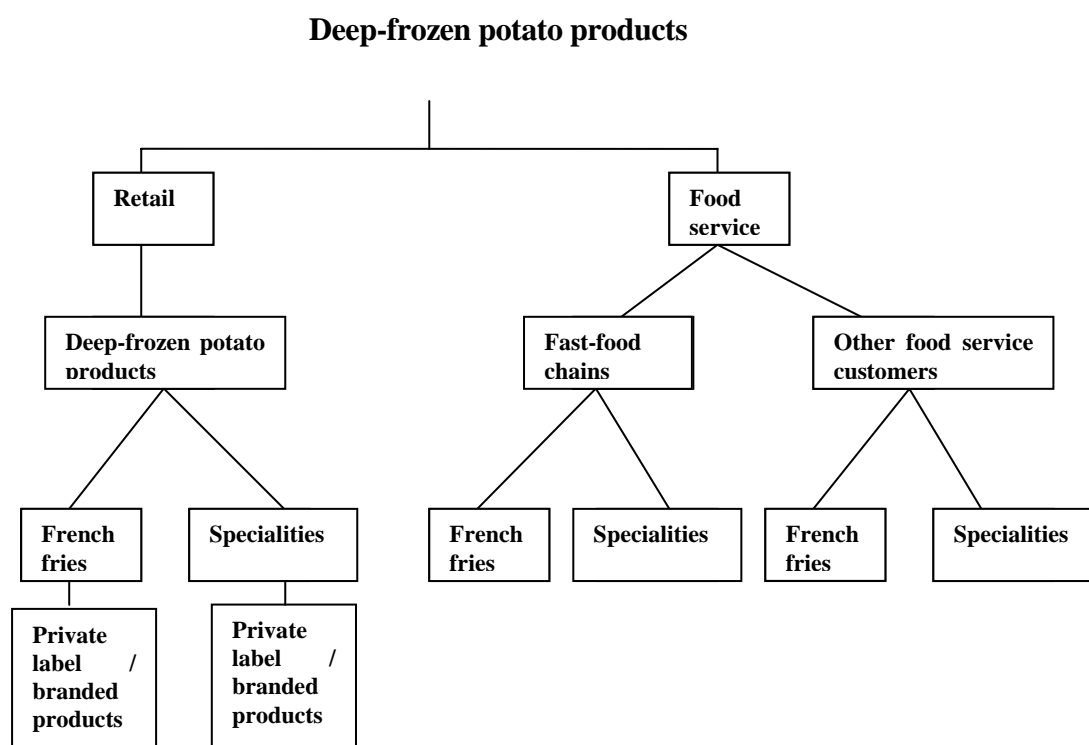 Deep-frozen potato products
Retail
Food
service
Deep-frozen potato
products
Fast-food
chains
Other food service
customers
French
fries
Specialities
French
fries
Specialities
French
fries
Specialities
Private
label /
branded
products
Private
label /
branded
products